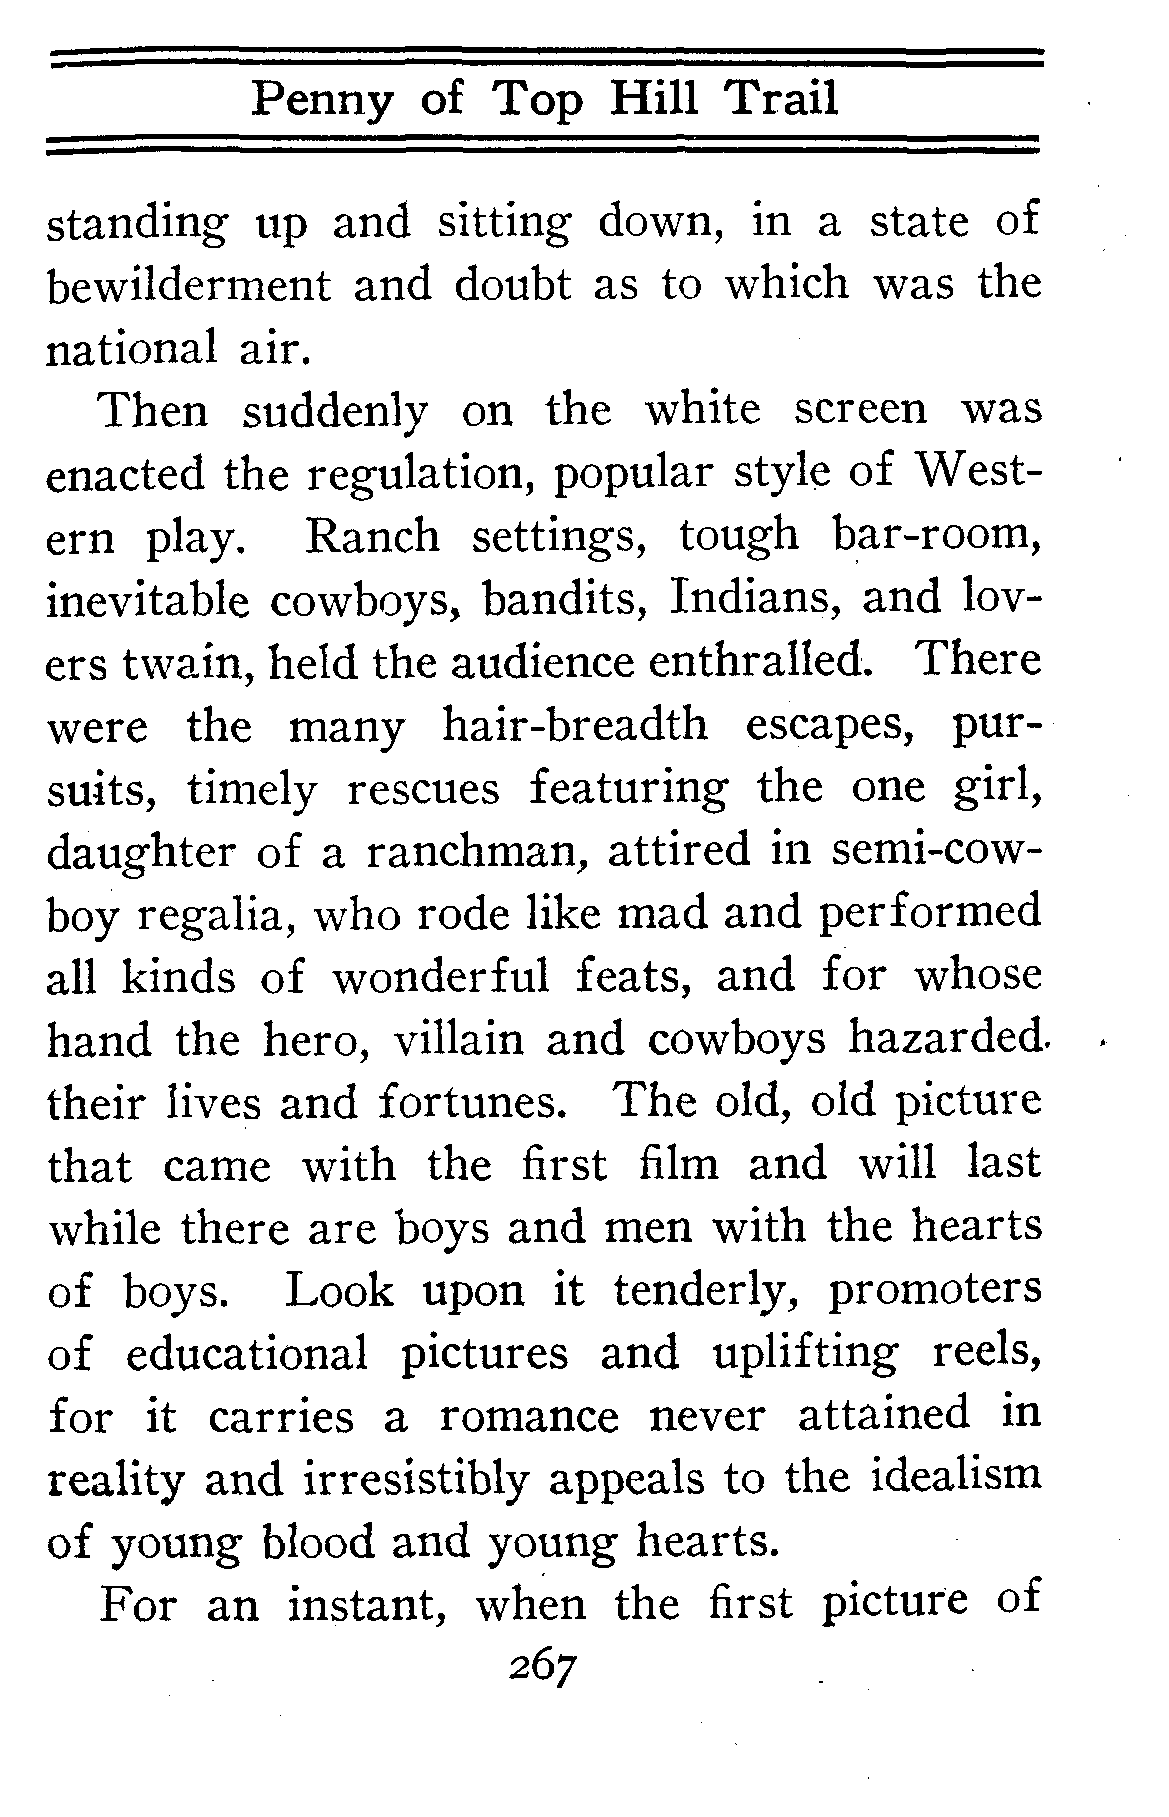 Penny of Top Hill Trail
standing up and sitting down, in a state of
bewilderment and doubt as to which was the
national air.
Then suddenly on the white screen was
enacted the regulation, popular style of West-
ern play. Ranch settings, tough bar-room,
inevitable cowboys, bandits, Indians, and lov-
ers twain, held the audience enthralled. There
were the many hair-breadth escapes, pur-
suits, timely rescues featuring the one girl,
daughter of a ranchman, attired in semi-cow-
boy regalia, who rode like mad and performed
all kinds of wonderful feats, and for whose
hand the hero, villain and cowboys hazarded
their lives and fortunes. The old, old picture
that came with the first film and will last
while there are boys and men with the hearts
of boys. Look upon it tenderly, promoters
of educational pictures and uplifting reels,
for it carries a romance never attained in
reality and irresistibly appeals to the idealism
of young blood and young hearts.
For an instant, when the first picture of
267